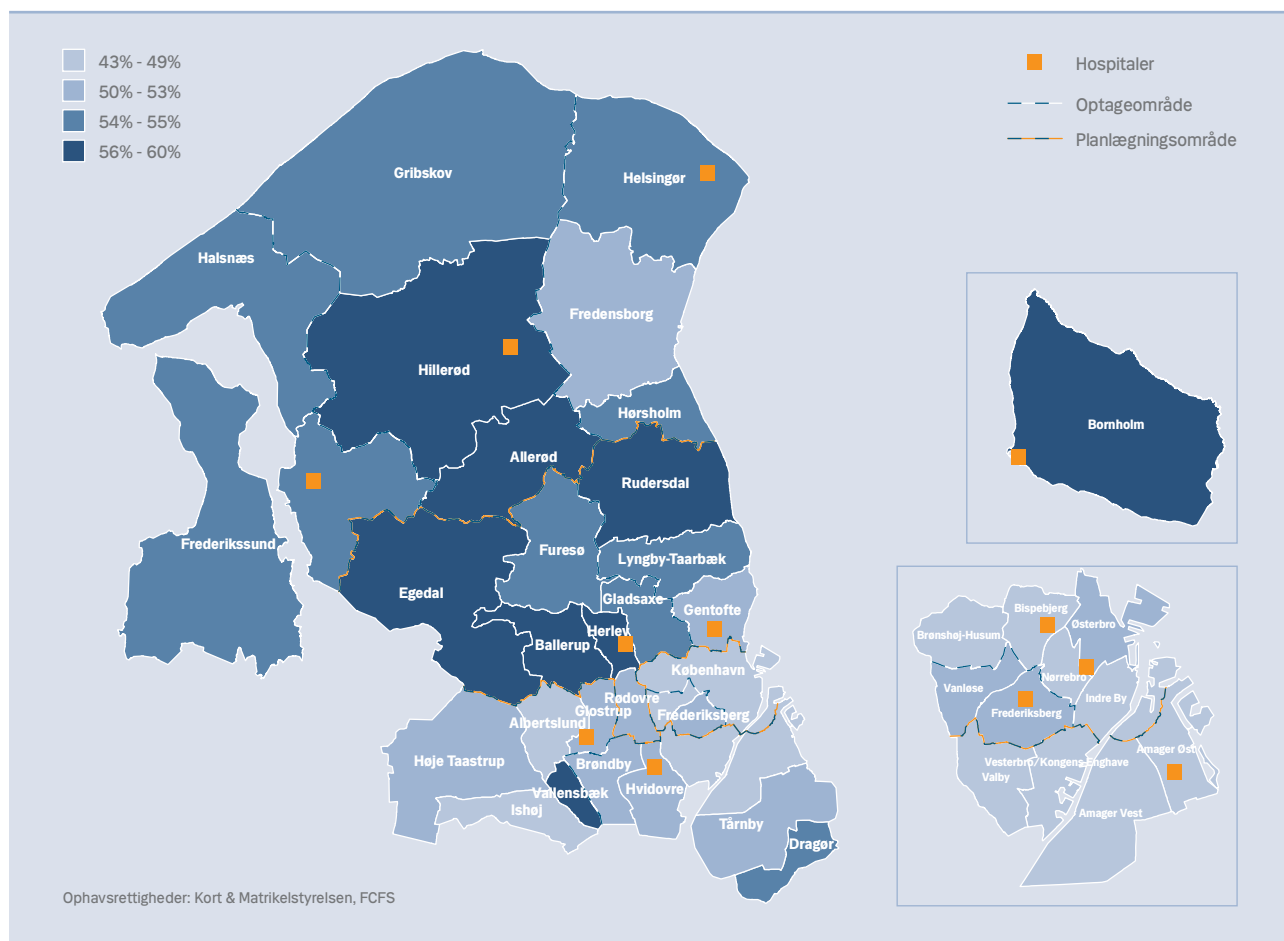 43% - 49%
50% - 53%
54% - 55%
56% - 60%
Hospitaler
Optageområde
Planlægningsområde
Gribskov
Helsingør
Halsnæs
Fredensborg
Hillerød
Hørsholm
Allerød
Rudersdal
Frederikssund
Furesø
Lyngby-Taarbæk
Egedal
Gladsaxe
Gentofte
Herlev
Ballerup
København
Rødovre
Glostrup
Frederiksberg
Albertslund
Høje Taastrup
Brøndby
Vallensbæk
Hvidovre
Ishøj
Tårnby
Dragør
Bornholm
Bispebjerg
Østerbro
Brønshøj-Husum
Nørrebro
Vanløse
Indre By
Frederiksberg
Amager Øst
Vesterbro/Kongens Enghave
Valby
Amager Vest
Ophavsrettigheder: Kort & Matrikelstyrelsen, FCFS